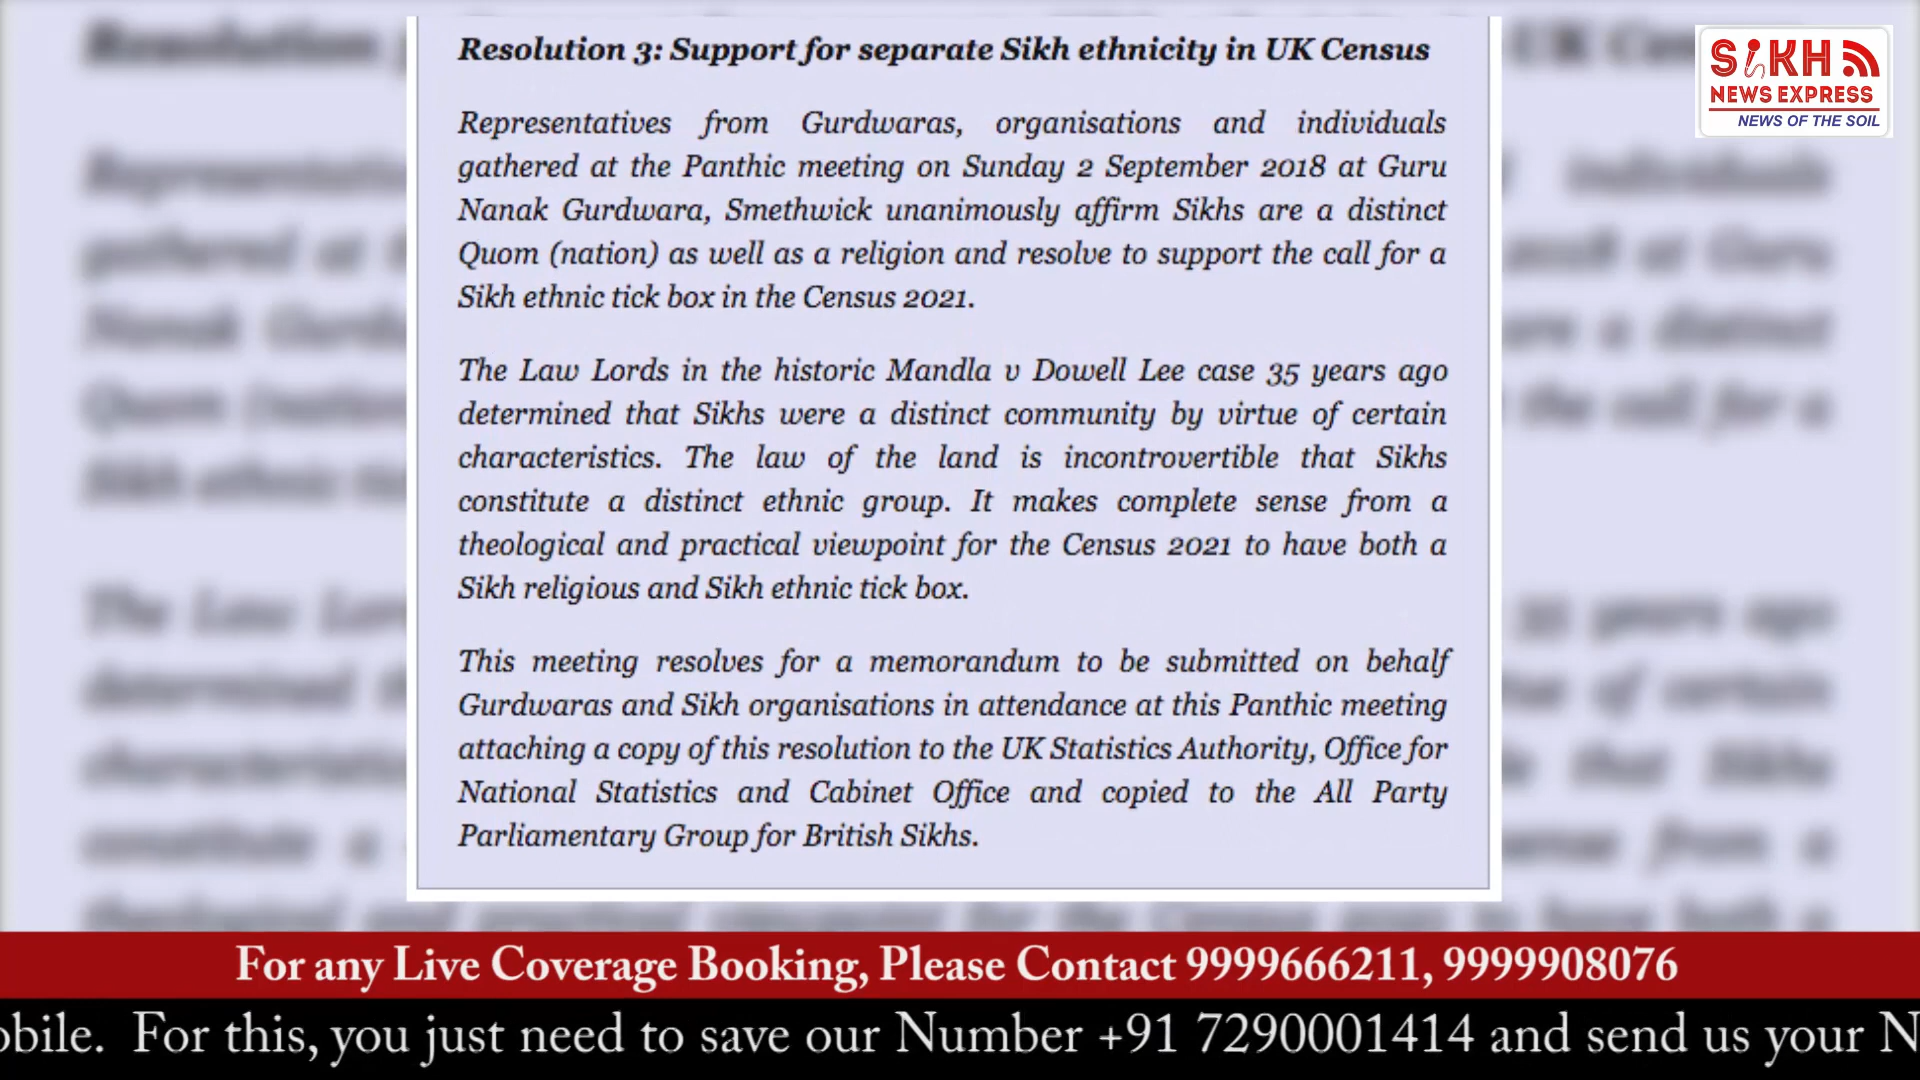 Resolution 3: Support for separate Sikh ethnicity in UK Census
Representatives from Gurdwaras, organisations and individuals
gathered at the Panthic meeting on Sunday 2 September 2018 at Guru
Nanak Gurdwara, Smethwick unanimously affirm Sikhs are a distinct
Quom (nation) as well as a religion and resolve to support the call for a
Sikh ethnic tick box in the Census 2021.
The Law Lords in the historic Mandla v Dowell Lee case 35 years ago
determined that Sikhs were a distinct community by virtue of certain
characteristics. The law of the land is incontrovertible that Sikhs
constitute a distinct ethnic group. It makes complete sense from a
theological and practical viewpoint for the Census 2021 to have both a
Sikh religious and Sikh ethnic tick box.
This meeting resolves for a memorandum to be submitted on behalf
Gurdwaras and Sikh organisations in attendance at this Panthic meeting
attaching a copy of this resolution to the UK Statistics Authority, Office for
National Statistics and Cabinet Office and copied to the All Party
Parliamentary Group for British Sikhs.
SiKH
NEWS EXPRESS
NEWS OF THE SOIL
For any Live Coverage Booking, Please Contact 9999666211, 9999908076
obile. For this, you just need to save our Number +91 7290001414 and send us your N